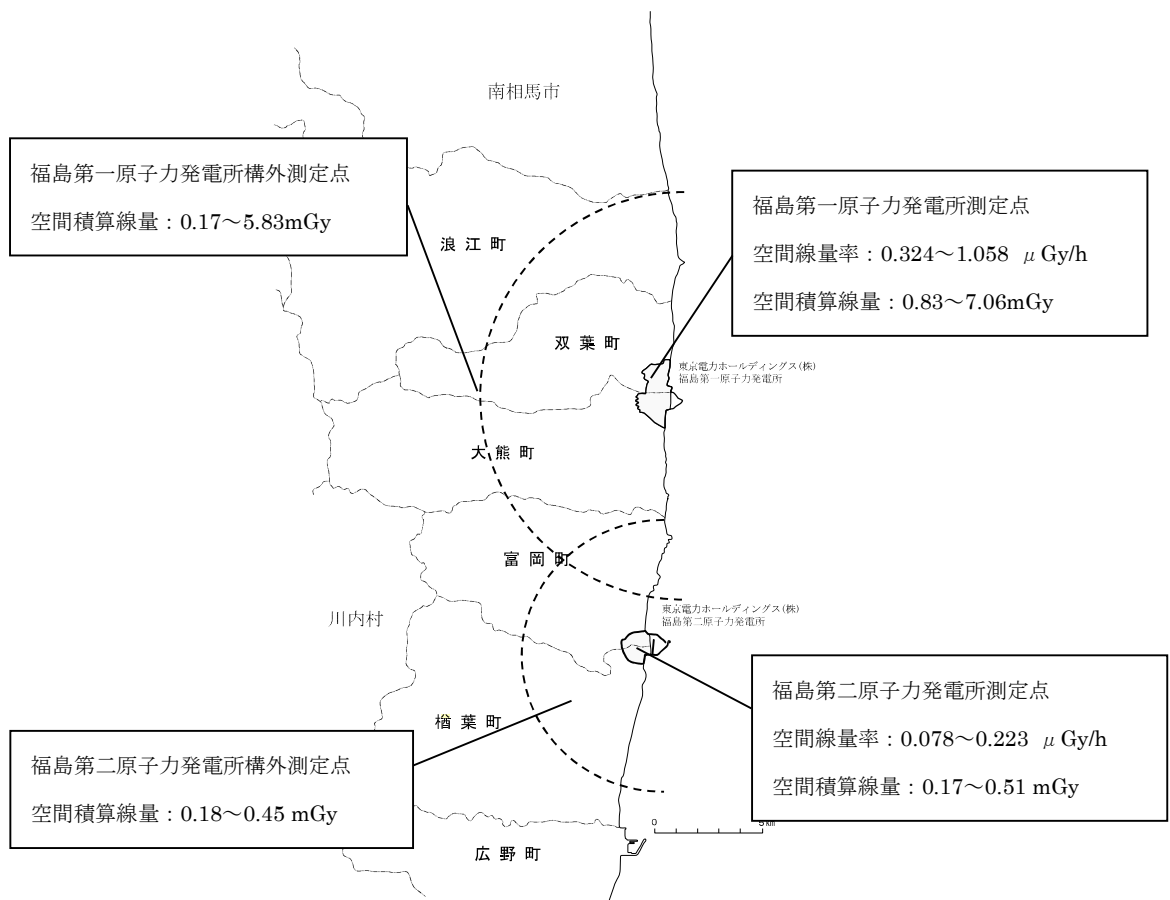 南相馬市
福島第一原子力発電所構外測定点
空間積算線量：0.17～5.83mGy
福島第一原子力発電所測定点
空間線量率：0.324～1.058 μGy/h
空間積算線量：0.83～7.06mGy
浪江町
双葉町
東京電力ホールディングス(株)
福島第一原子力発電所
大熊町
富岡町
川内村
東京電力ホールディングス(株)
福島第二原子力発電所
福島第二原子力発電所測定点
空間線量率：0.078～0.223 μGy/h
空間積算線量：0.17～0.51 mGy
楢葉町
福島第二原子力発電所構外測定点
空間積算線量：0.18～0.45 mGy
0 5km
広野町